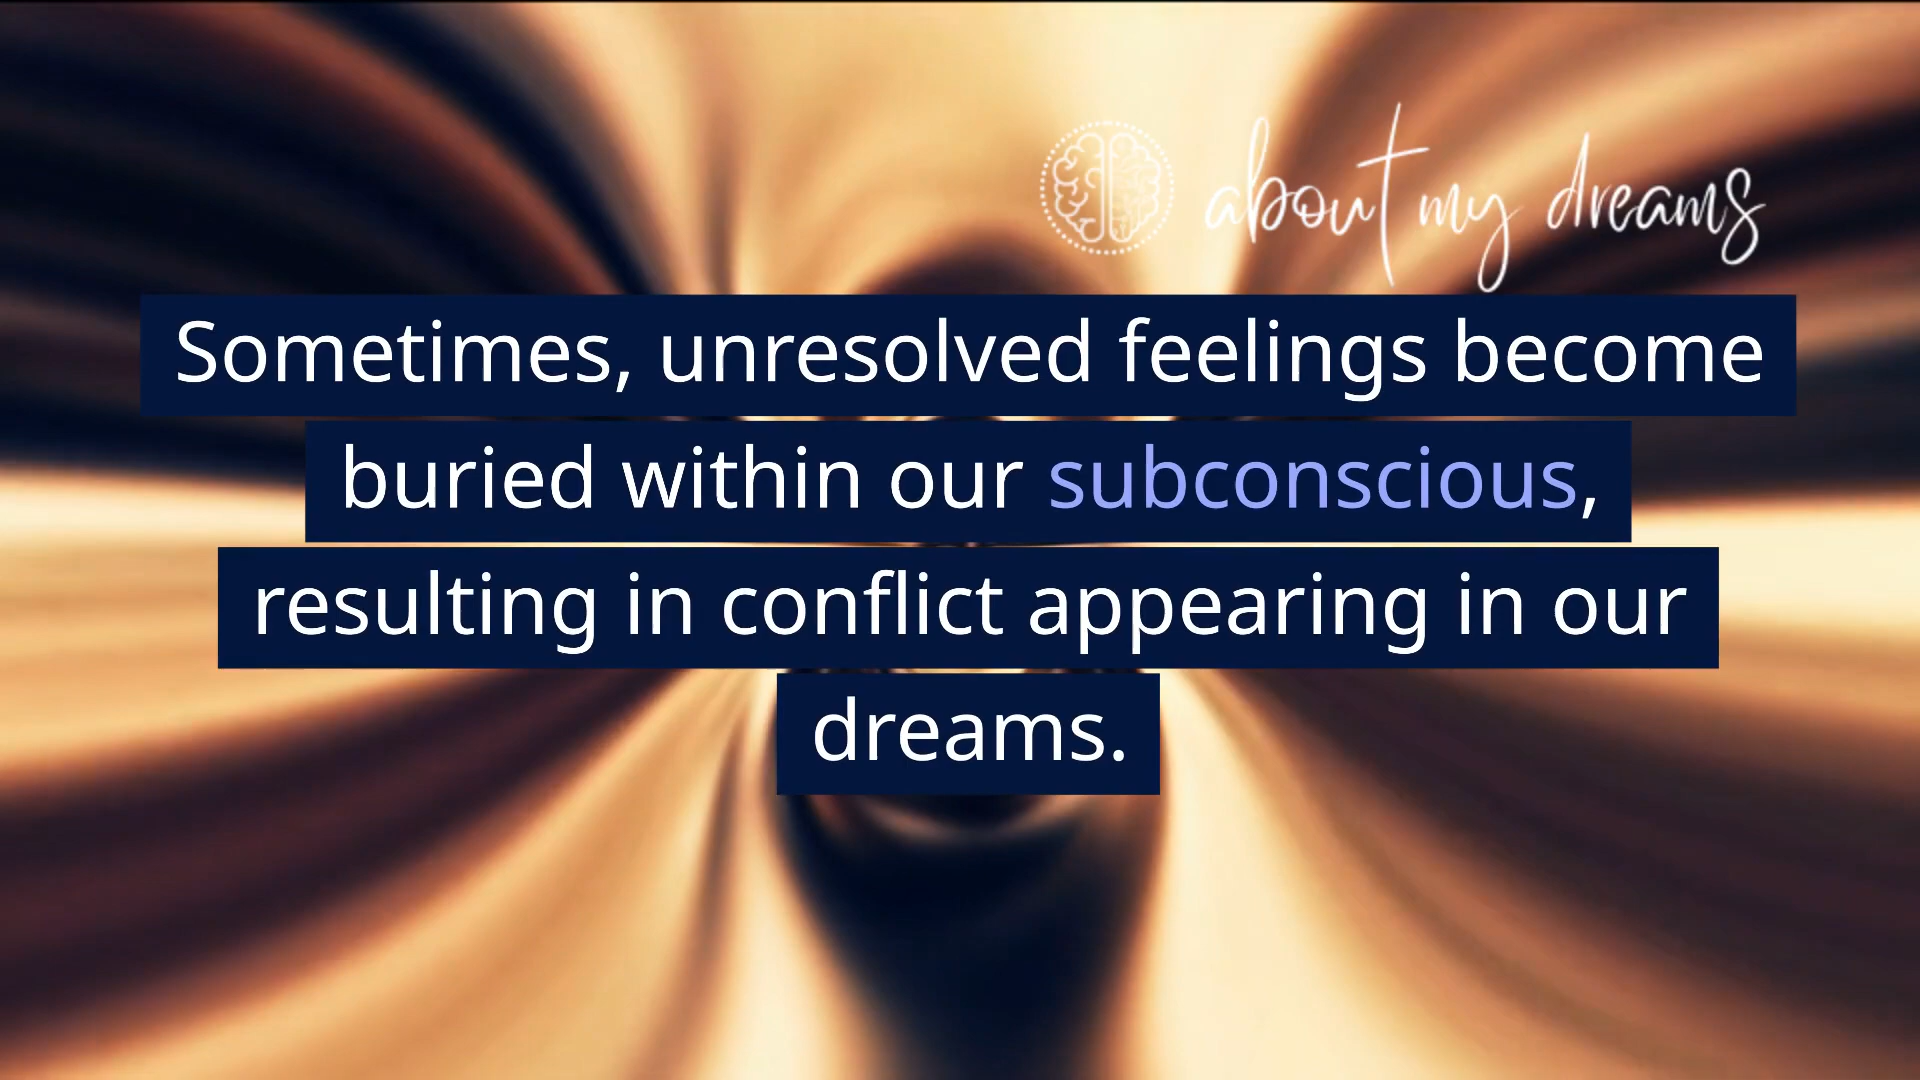 about my dreams
Sometimes, unresolved feelings become
buried within our subconscious,
resulting in conflict appearing in our
dreams.